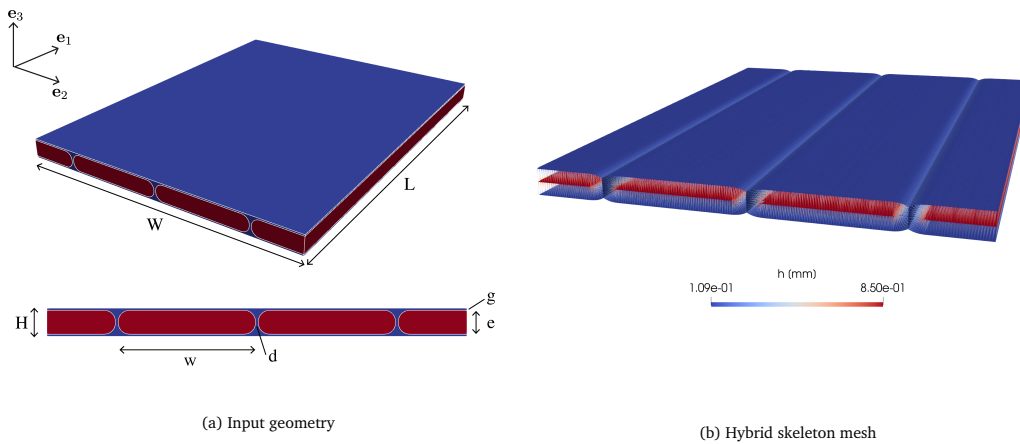 e₃
e₁
e₂
L
W
g
H
e
w
d
(a) Input geometry
h [mm]
1.09e-01 8.50e-01
(b) Hybrid skeleton mesh